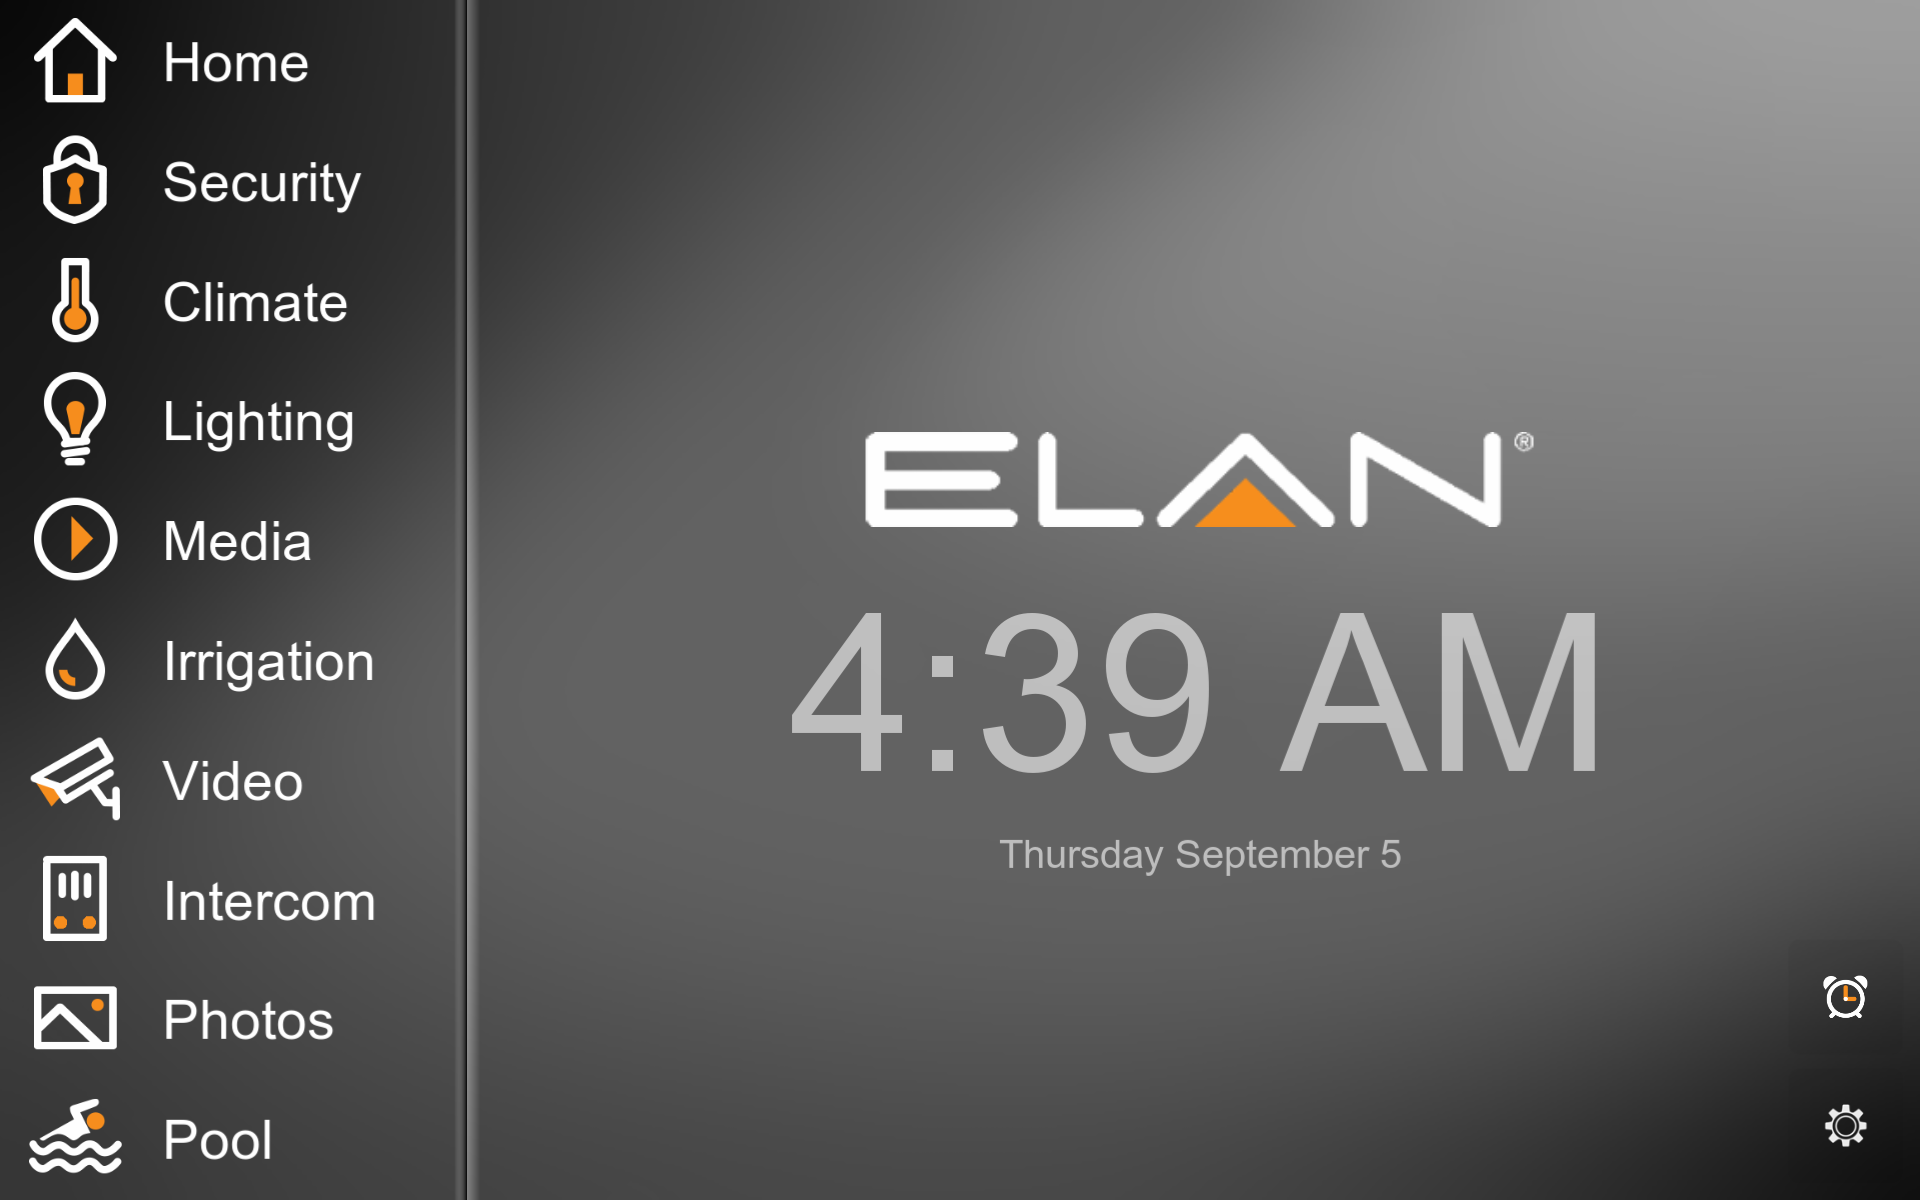 Home
Security
Climate
Lighting
Media
Irrigation
Video
Intercom
Photos
Pool
ELAN®
4:39 AM
Thursday September 5